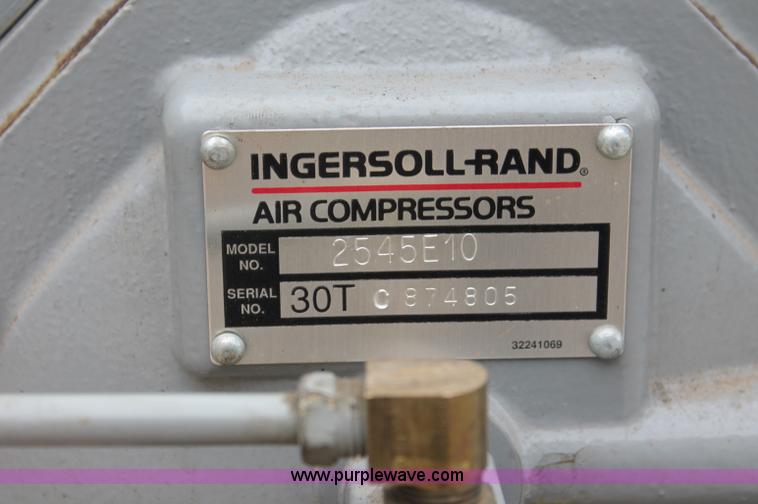 INGERSOLL-RAND®
AIR COMPRESSORS
MODEL NO. 2545E10
SERIAL NO. 30T C 874805
32241069
www.purplewave.com